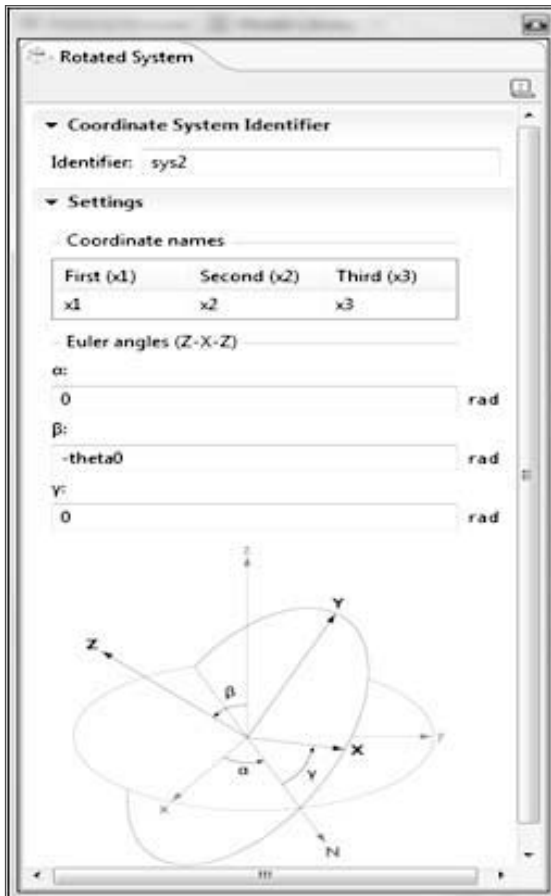 Rotated System
Coordinate System Identifier
Identifier: sys2
Settings
Coordinate names
First (x1) Second (x2) Third (x3)
x1 x2 x3
Euler angles (Z-X-Z)
α:
0 rad
β:
-theta0 rad
γ:
0 rad
z
Y
Z
β
X
y
α
γ
x
N